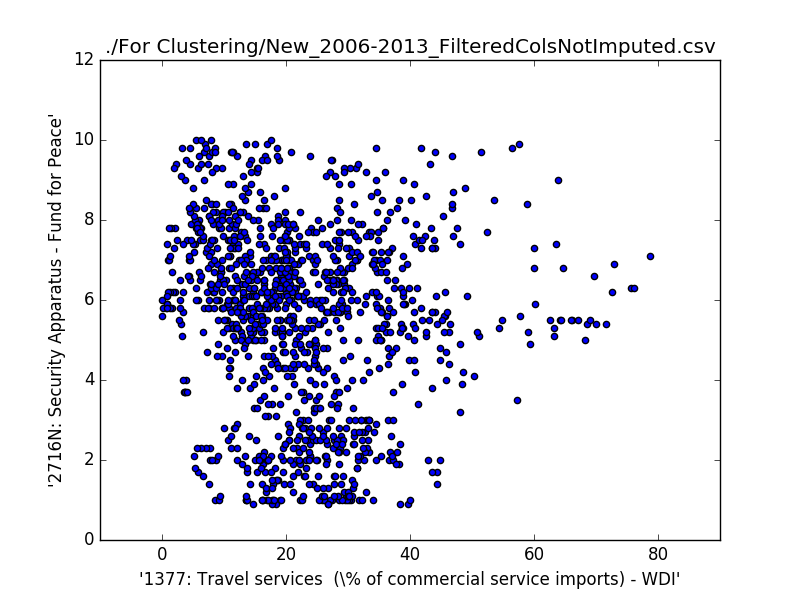 ./For Clustering/New_2006-2013_FilteredColsNotImputed.csv
12
10
8
6
4
2
0
'2716N: Security Apparatus - Fund for Peace'
0 20 40 60 80
'1377: Travel services  (\% of commercial service imports) - WDI'